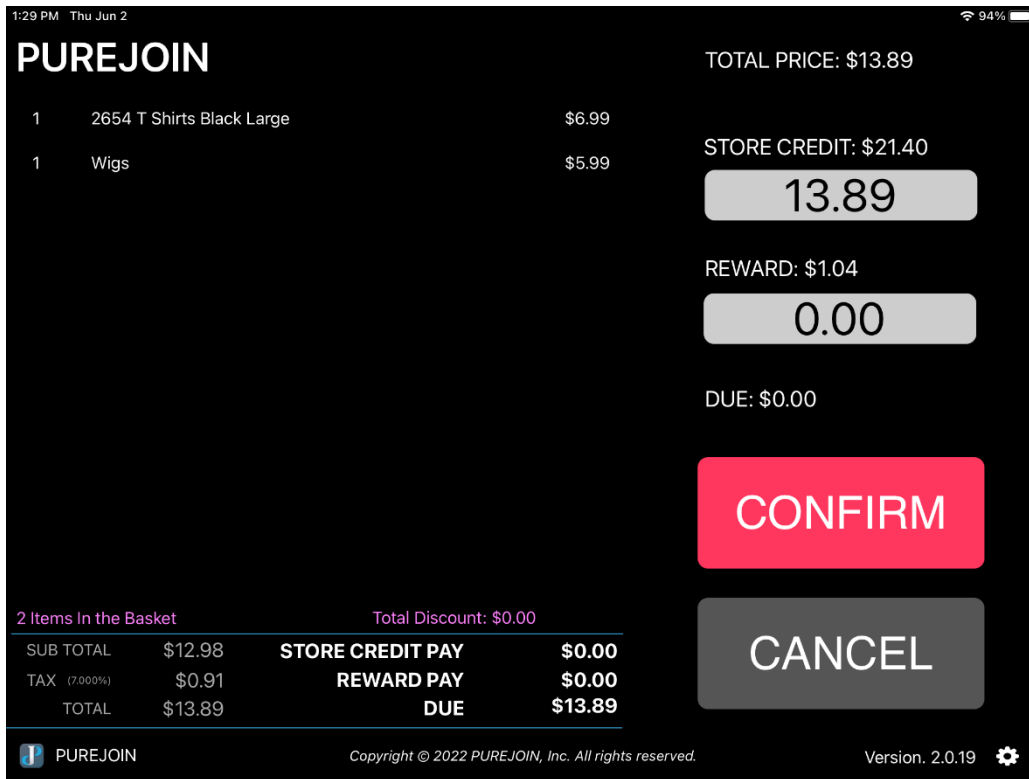 1:29 PM Thu Jun 2 94%
PUREJOIN
1 2654 T Shirts Black Large $6.99
1 Wigs $5.99
TOTAL PRICE: $13.89
STORE CREDIT: $21.40
13.89
REWARD: $1.04
0.00
DUE: $0.00
CONFIRM
CANCEL
2 Items In the Basket Total Discount: $0.00
SUB TOTAL $12.98 STORE CREDIT PAY $0.00
TAX (7.000%) $0.91 REWARD PAY $0.00
TOTAL $13.89 DUE $13.89
PUREJOIN Copyright © 2022 PUREJOIN, Inc. All rights reserved. Version. 2.0.19